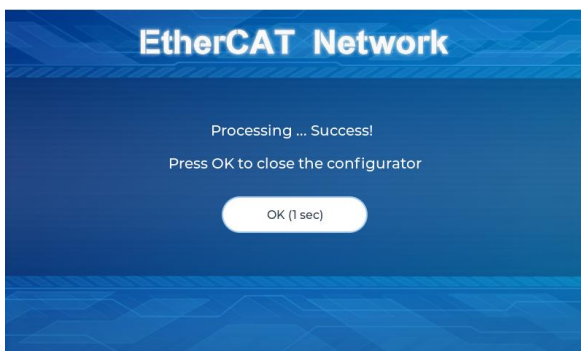 EtherCAT Network
Processing ... Success!
Press OK to close the configurator
OK (1 sec)